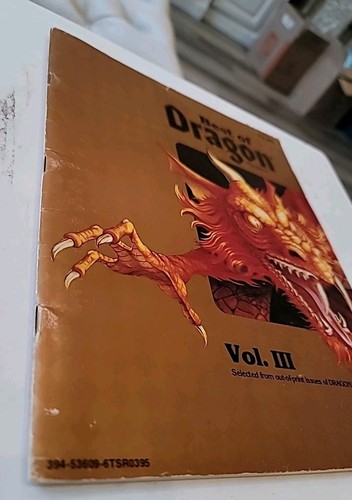 Best of
Dragon
Vol. III
Selected from out-of-print issues of DRAGON
394-53609-6TSR0395